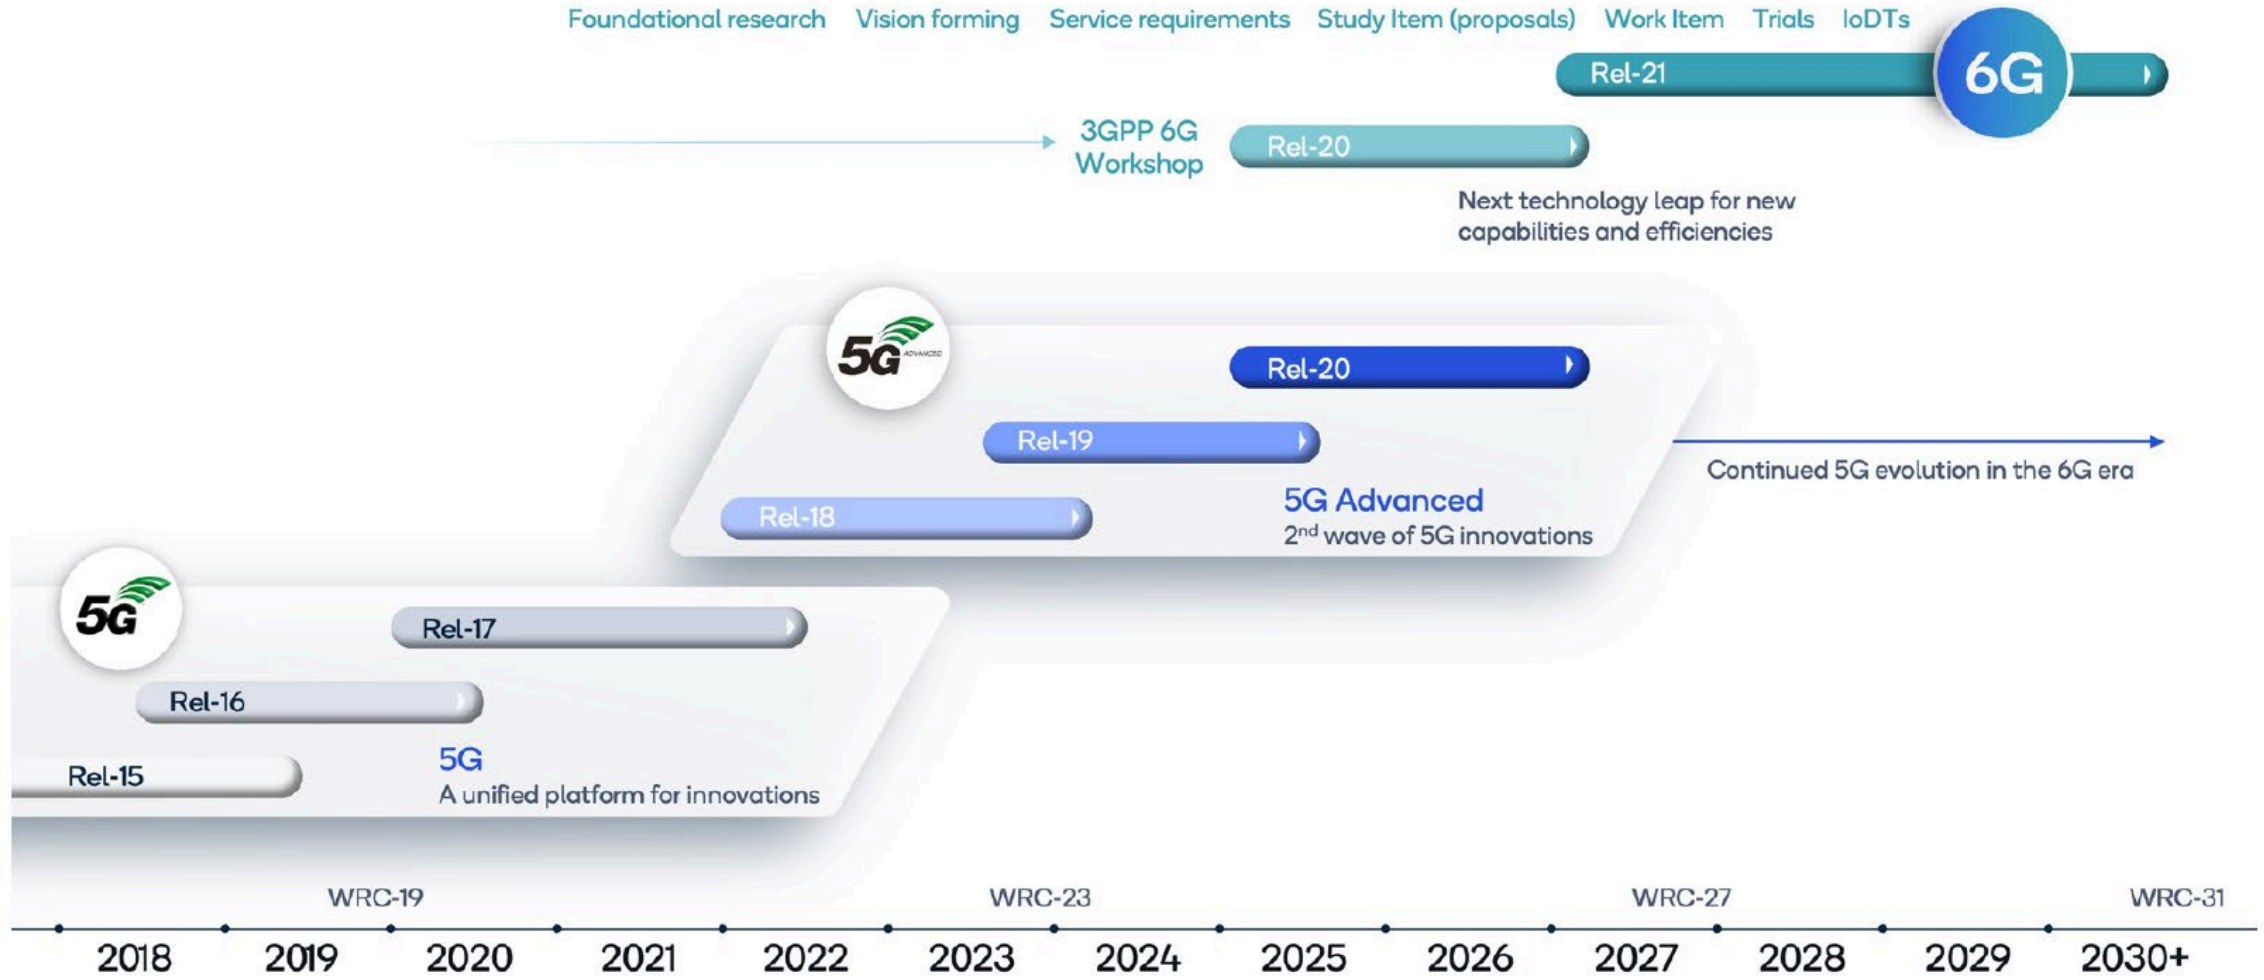 Foundational research Vision forming Service requirements Study Item (proposals) Work Item Trials IoDTs
Rel-21
6G
3GPP 6G
Workshop
Rel-20
Next technology leap for new
capabilities and efficiencies
5G ADVANCED
Rel-20
Rel-19
Continued 5G evolution in the 6G era
Rel-18
5G Advanced
2nd wave of 5G innovations
5G
Rel-17
Rel-16
Rel-15
5G
A unified platform for innovations
WRC-19 WRC-23 WRC-27 WRC-31
2018 2019 2020 2021 2022 2023 2024 2025 2026 2027 2028 2029 2030+